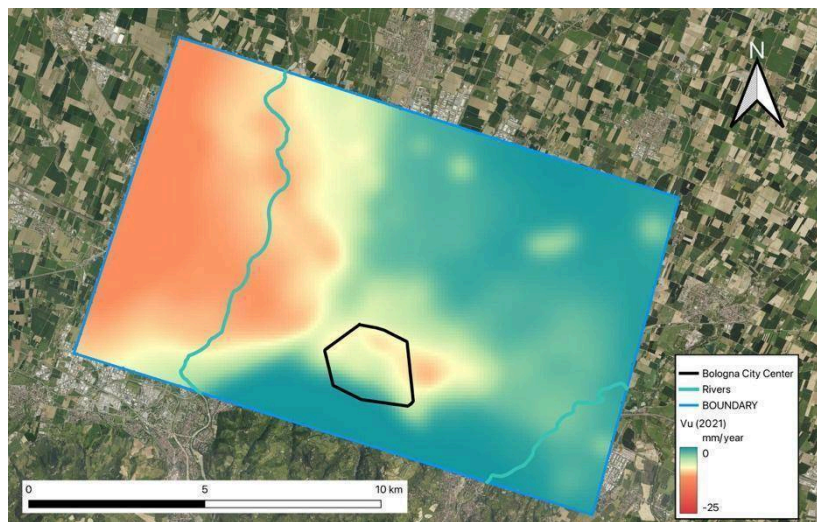 N
Bologna City Center
Rivers
BOUNDARY
Vu (2021)
mm/year
0
-25
0 5 10 km